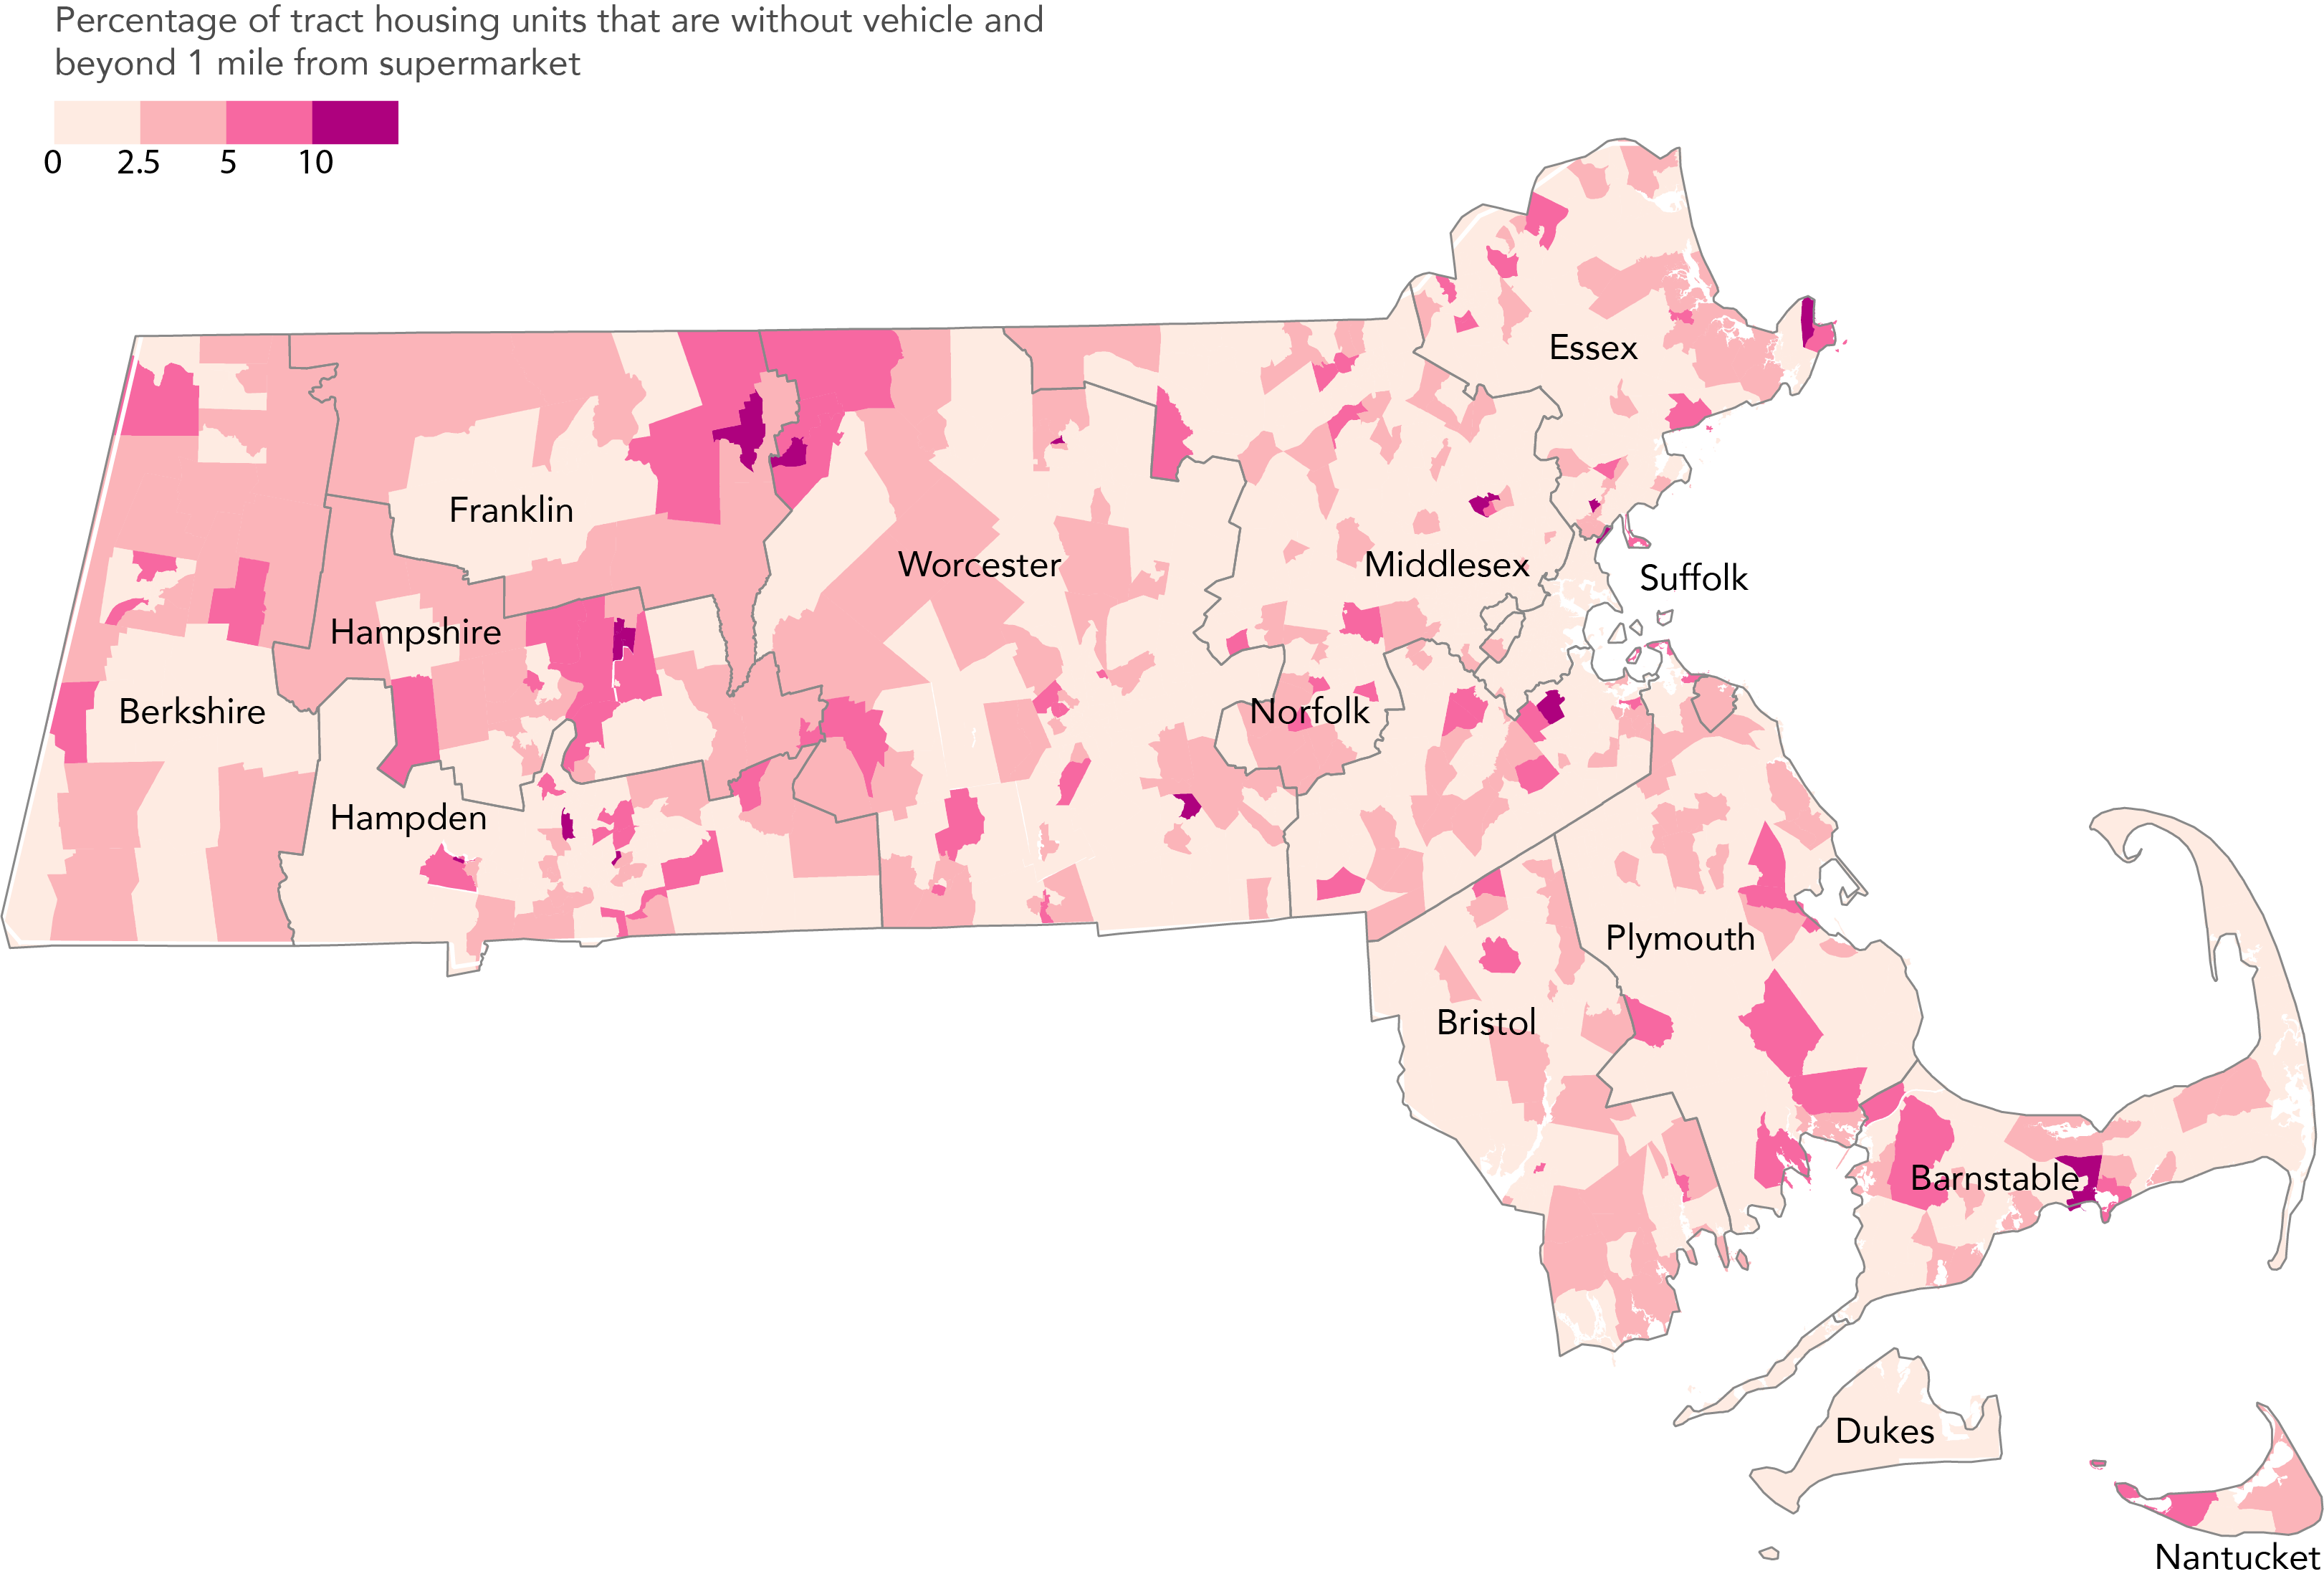 Percentage of tract housing units that are without vehicle and
beyond 1 mile from supermarket
0 2.5 5 10
Essex
Franklin
Worcester
Middlesex
Suffolk
Hampshire
Berkshire
Norfolk
Hampden
Plymouth
Bristol
Barnstable
Dukes
Nantucket